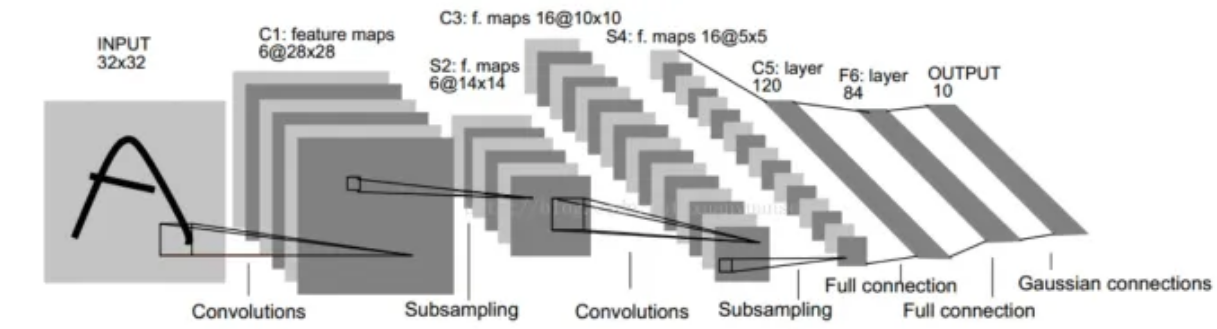 INPUT
32x32
C1: feature maps
6@28x28
S2: f. maps
6@14x14
C3: f. maps 16@10x10
S4: f. maps 16@5x5
C5: layer
120
F6: layer
84
OUTPUT
10
Convolutions
Subsampling
Convolutions
Subsampling
Full connection
Full connection
Gaussian connections